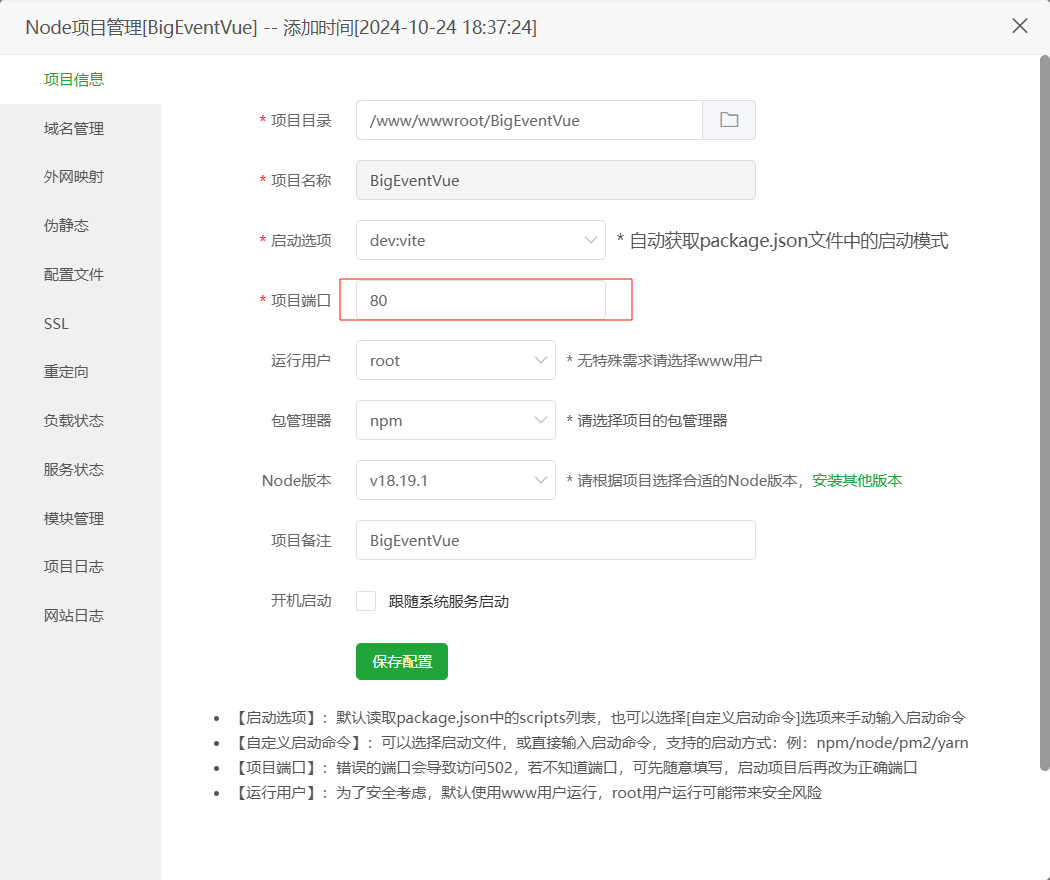 Node项目管理[BigEventVue] -- 添加时间[2024-10-24 18:37:24]
项目信息
域名管理
外网映射
伪静态
配置文件
SSL
重定向
负载状态
服务状态
模块管理
项目日志
网站日志
* 项目目录 /www/wwwroot/BigEventVue
* 项目名称 BigEventVue
* 启动选项 dev:vite * 自动获取package.json文件中的启动模式
* 项目端口 80
运行用户 root * 无特殊需求请选择www用户
包管理器 npm * 请选择项目的包管理器
Node版本 v18.19.1 * 请根据项目选择合适的Node版本，安装其他版本
项目备注 BigEventVue
开机启动 跟随系统服务启动
保存配置
• 【启动选项】：默认读取package.json中的scripts列表，也可以选择[自定义启动命令]选项来手动输入启动命令
• 【自定义启动命令】：可以选择启动文件，或直接输入启动命令，支持的启动方式：例：npm/node/pm2/yarn
• 【项目端口】：错误的端口会导致访问502，若不知道端口，可先随意填写，启动项目后再改为正确端口
• 【运行用户】：为了安全考虑，默认使用www用户运行，root用户运行可能带来安全风险